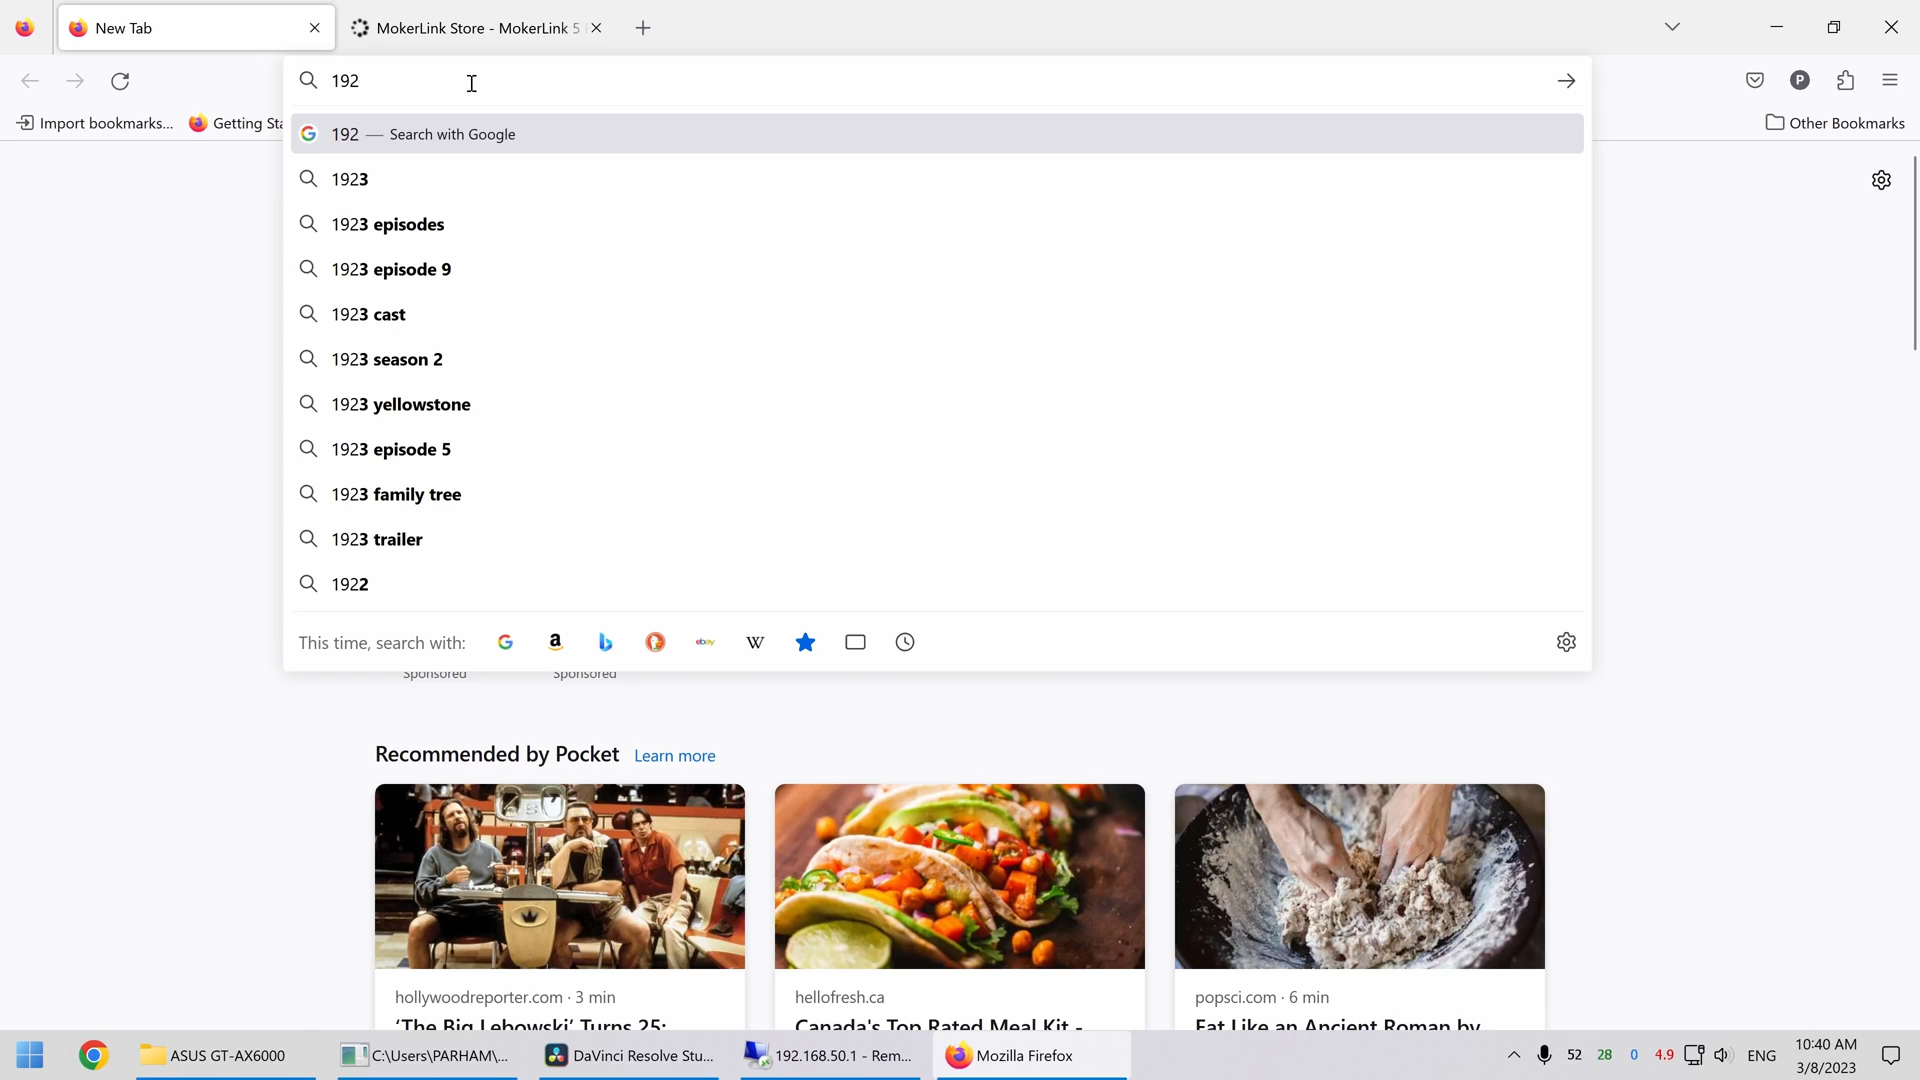 New Tab
MokerLink Store - MokerLink 5
192
Import bookmarks...
Getting Sta
Other Bookmarks
192 — Search with Google
1923
1923 episodes
1923 episode 9
1923 cast
1923 season 2
1923 yellowstone
1923 episode 5
1923 family tree
1923 trailer
1922
This time, search with:
Sponsored Sponsored
Recommended by Pocket Learn more
hollywoodreporter.com · 3 min
'The Big Lebowski' Turns 25:
hellofresh.ca
Canada's Top Rated Meal Kit -
popsci.com · 6 min
Eat Like an Ancient Roman by
ASUS GT-AX6000
C:\Users\PARHAM\...
DaVinci Resolve Stu...
192.168.50.1 - Rem...
Mozilla Firefox
52 28 0 4.9
ENG
10:40 AM
3/8/2023